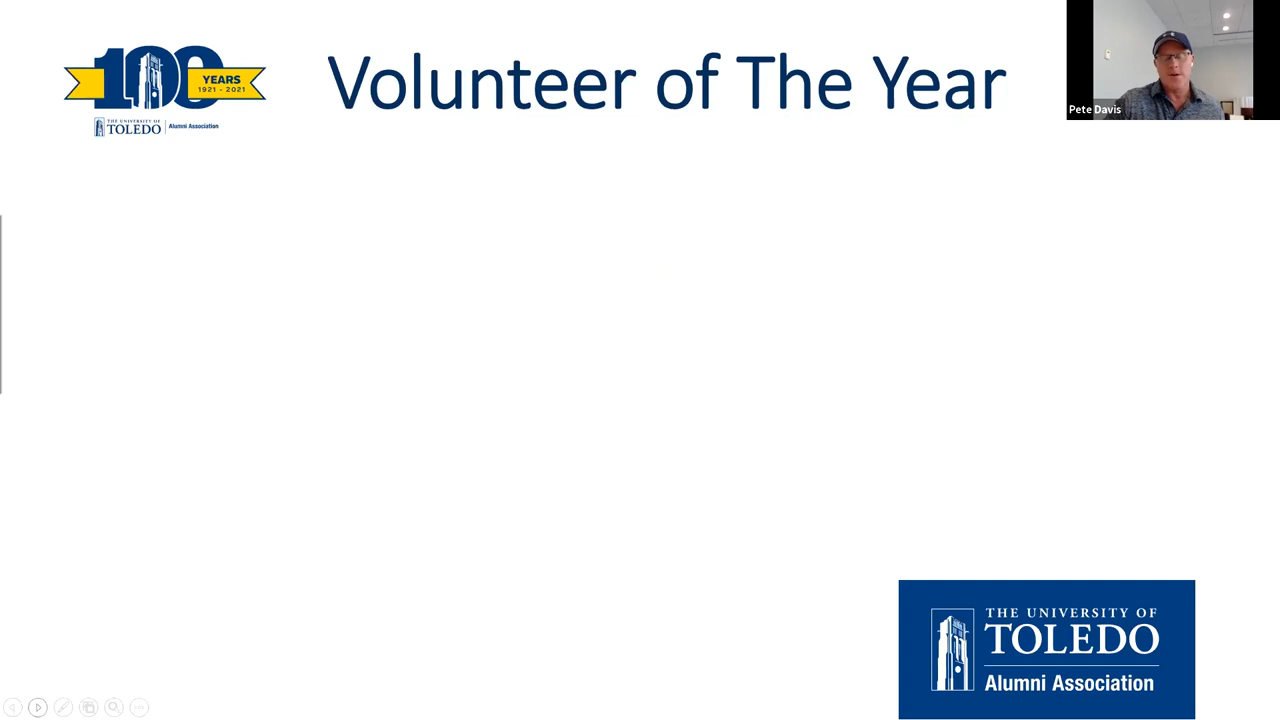 100
YEARS
1921 - 2021
THE UNIVERSITY OF
TOLEDO
Alumni Association
Volunteer of The Year
Pete Davis
THE UNIVERSITY OF
TOLEDO
Alumni Association